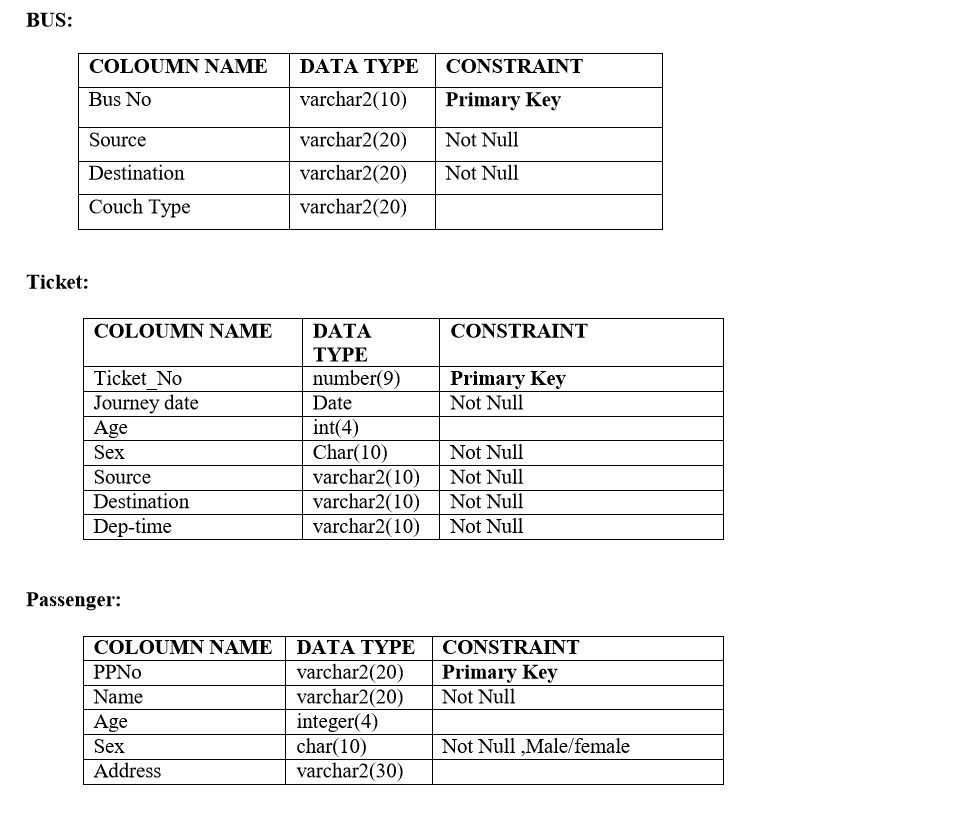 BUS:
COLOUMN NAME DATA TYPE CONSTRAINT
Bus No varchar2(10) Primary Key
Source varchar2(20) Not Null
Destination varchar2(20) Not Null
Couch Type varchar2(20)
Ticket:
COLOUMN NAME DATA TYPE CONSTRAINT
Ticket_No number(9) Primary Key
Journey date Date Not Null
Age int(4)
Sex Char(10) Not Null
Source varchar2(10) Not Null
Destination varchar2(10) Not Null
Dep-time varchar2(10) Not Null
Passenger:
COLOUMN NAME DATA TYPE CONSTRAINT
PPNo varchar2(20) Primary Key
Name varchar2(20) Not Null
Age integer(4)
Sex char(10) Not Null ,Male/female
Address varchar2(30)